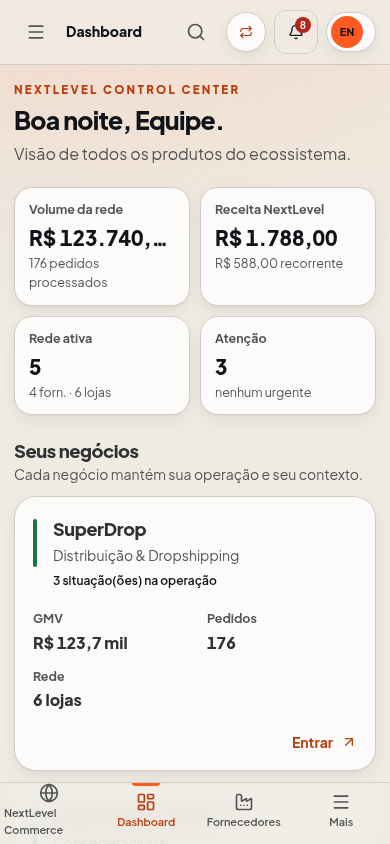 Dashboard
8
EN
NEXTLEVEL CONTROL CENTER
Boa noite, Equipe.
Visão de todos os produtos do ecossistema.
Volume da rede
R$ 123.740,…
176 pedidos
processados
Receita NextLevel
R$ 1.788,00
R$ 588,00 recorrente
Rede ativa
5
4 forn. · 6 lojas
Atenção
3
nenhum urgente
Seus negócios
Cada negócio mantém sua operação e seu contexto.
SuperDrop
Distribuição & Dropshipping
3 situação(ões) na operação
GMV
R$ 123,7 mil
Pedidos
176
Rede
6 lojas
Entrar
NextLevel
Commerce
Dashboard
Fornecedores
Mais